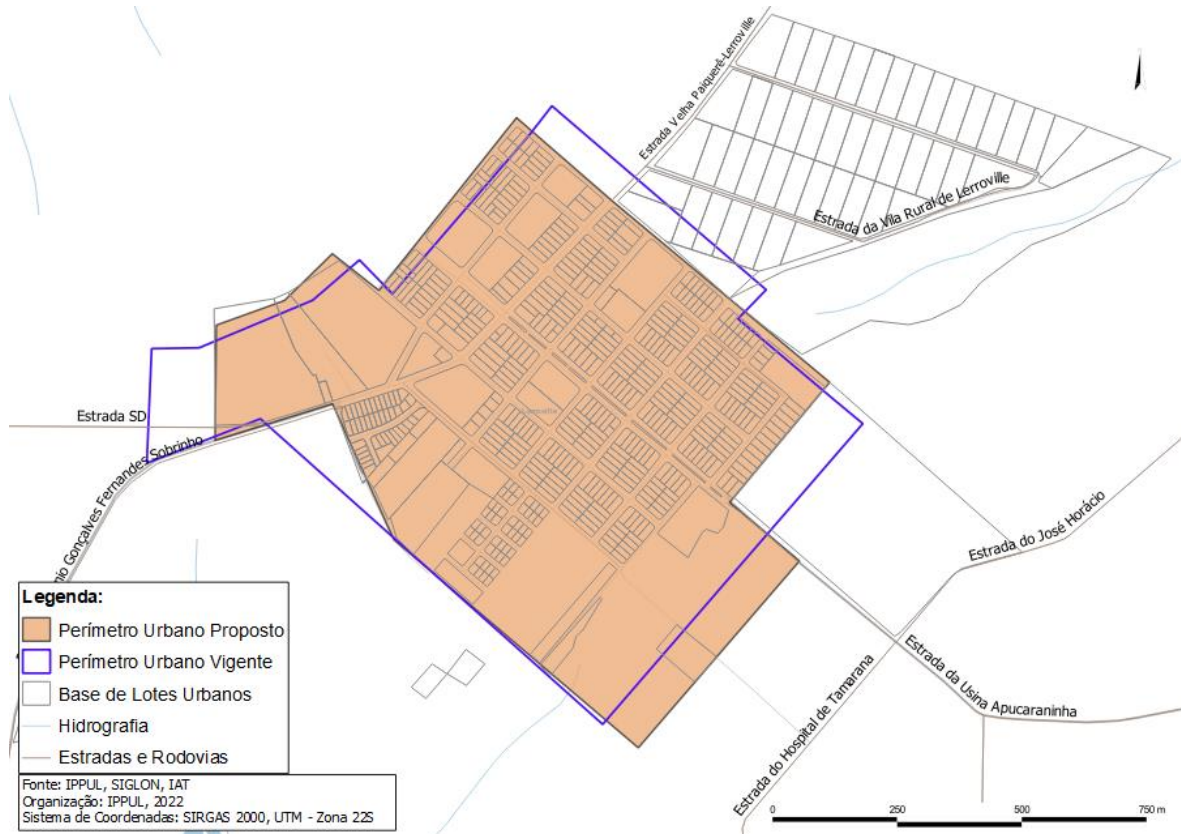 Estrada Velha Paiquerê-Lerroville
Estrada da Vila Rural de Lerroville
Estrada SD
nio Gonçalves Fernandes Sobrinho
Lerroville
Estrada do José Horácio
Estrada da Usina Apucaraninha
Estrada do Hospital de Tamarana
Legenda:
Perímetro Urbano Proposto
Perímetro Urbano Vigente
Base de Lotes Urbanos
Hidrografia
Estradas e Rodovias
Fonte: IPPUL, SIGLON, IAT
Organização: IPPUL, 2022
Sistema de Coordenadas: SIRGAS 2000, UTM - Zona 22S
0 250 500 750 m